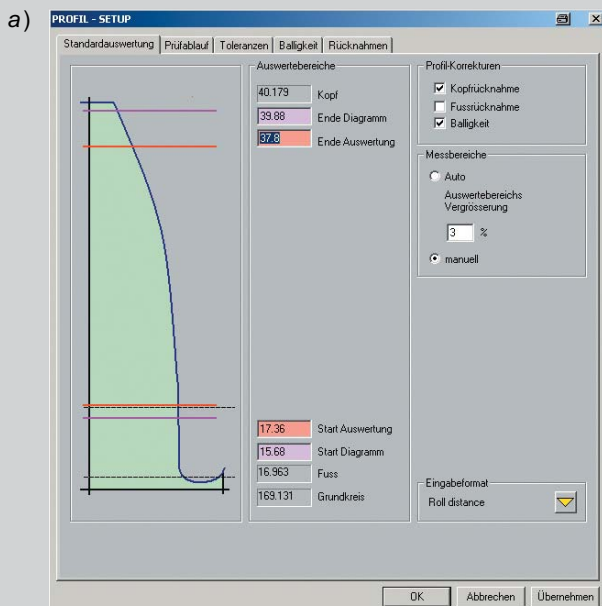 a)
PROFIL - SETUP
Standardauswertung Prüfablauf Toleranzen Balligkeit Rücknahmen
Auswertebereiche
40.179 Kopf
39.88 Ende Diagramm
37.8 Ende Auswertung
17.36 Start Auswertung
15.68 Start Diagramm
16.963 Fuss
169.131 Grundkreis
Profil-Korrekturen
Kopfrücknahme
Fussrücknahme
Balligkeit
Messbereiche
Auto
Auswertebereichs
Vergrösserung
3 %
manuell
Eingabeformat
Roll distance
OK Abbrechen Übernehmen